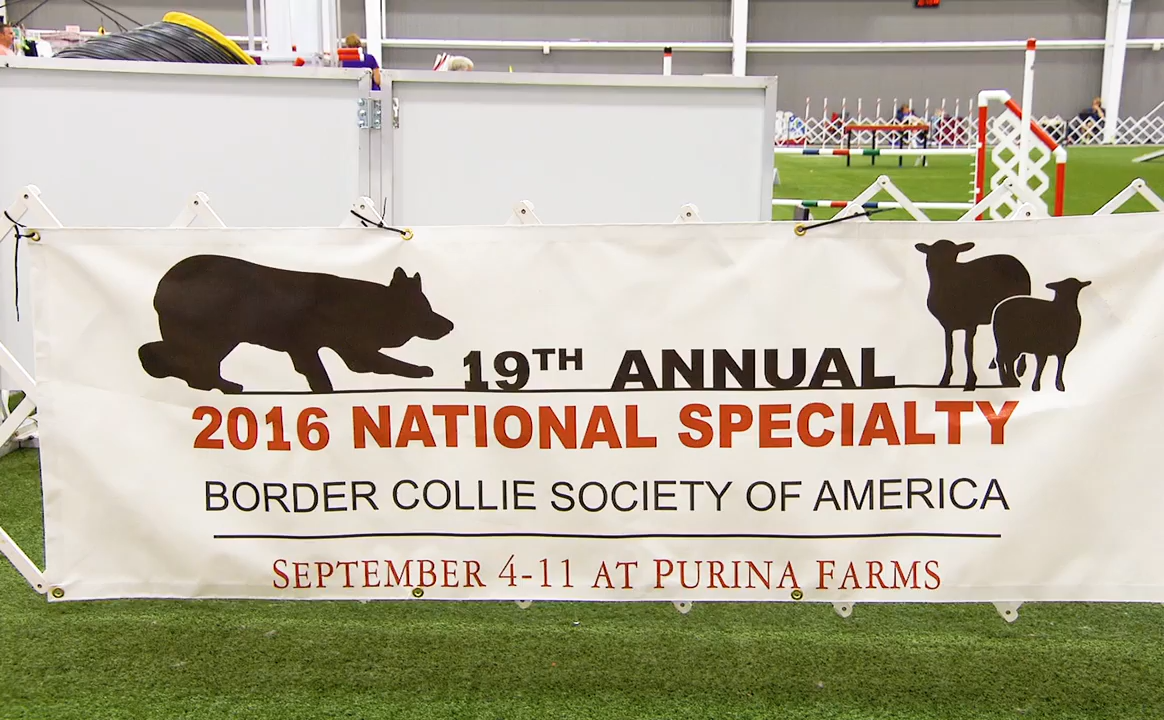 19TH ANNUAL
2016 NATIONAL SPECIALTY
BORDER COLLIE SOCIETY OF AMERICA
SEPTEMBER 4-11 AT PURINA FARMS